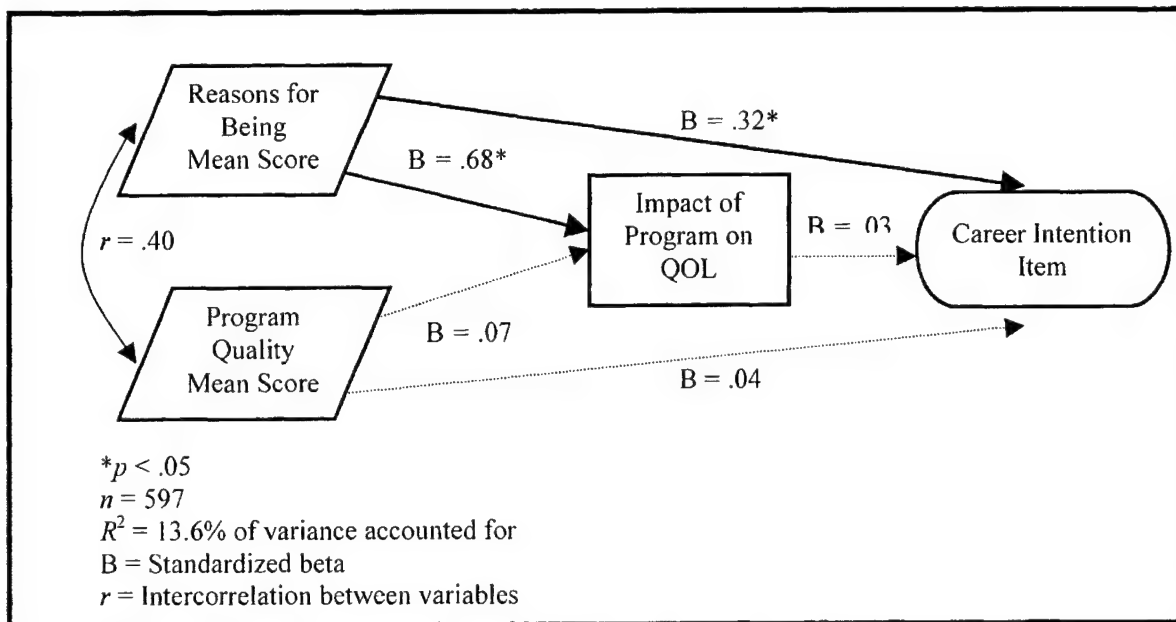 Reasons for
Being
Mean Score
B = .32*
B = .68*
Impact of
Program on
QOL
B = .03
Career Intention
Item
r = .40
Program
Quality
Mean Score
B = .07
B = .04
*p < .05
n = 597
R² = 13.6% of variance accounted for
B = Standardized beta
r = Intercorrelation between variables